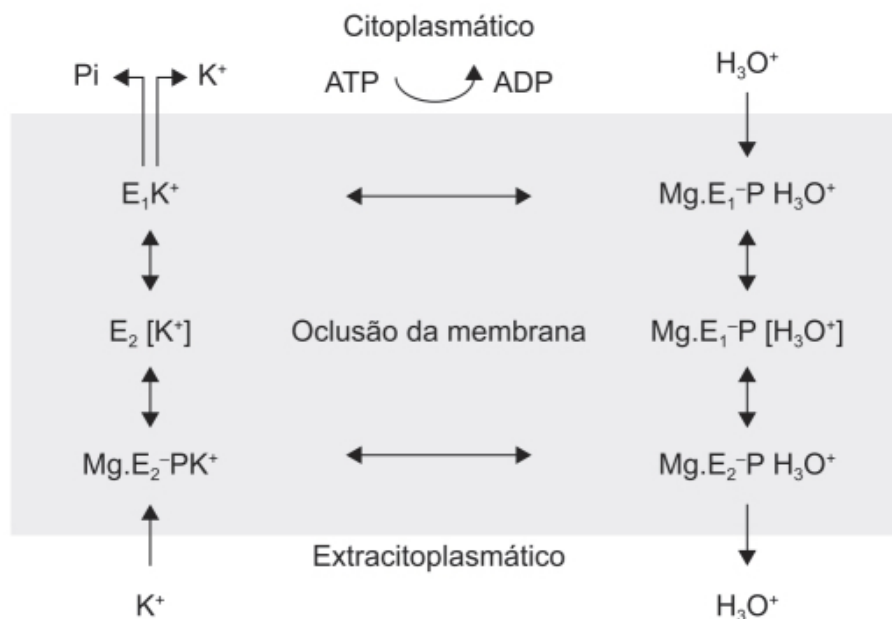 Citoplasmático
Pi K⁺ ATP ADP H₃O⁺
E₁K⁺ Mg.E₁⁻P H₃O⁺
E₂ [K⁺] Oclusão da membrana Mg.E₁⁻P [H₃O⁺]
Mg.E₂⁻PK⁺ Mg.E₂⁻P H₃O⁺
Extracitoplasmático
K⁺ H₃O⁺